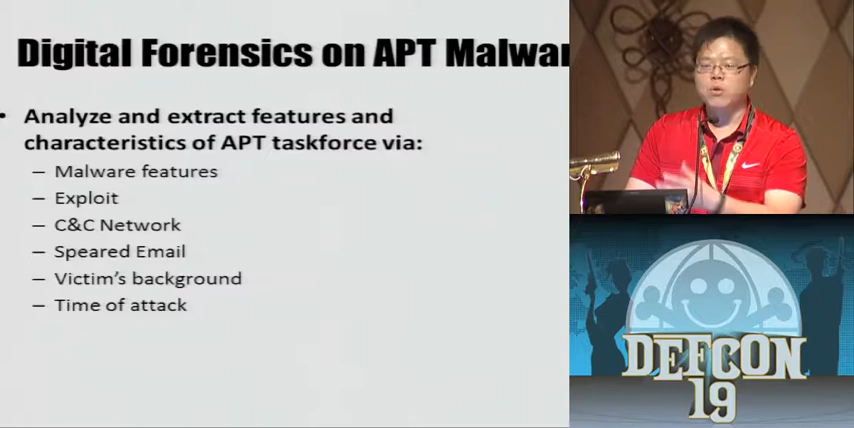 Digital Forensics on APT Malwar
• Analyze and extract features and
characteristics of APT taskforce via:
– Malware features
– Exploit
– C&C Network
– Speared Email
– Victim's background
– Time of attack
DEFCON
19